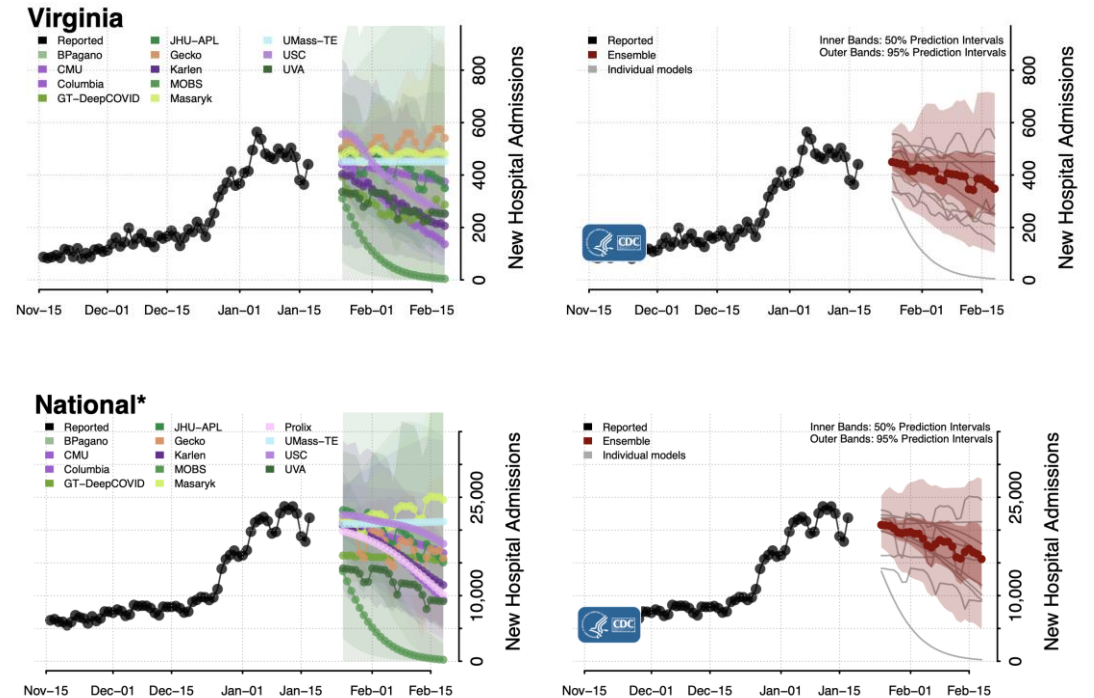 Virginia
Reported
BPagano
CMU
Columbia
GT−DeepCOVID
JHU−APL
Gecko
Karlen
MOBS
Masaryk
UMass−TE
USC
UVA
0
200
400
600
800
New Hospital Admissions
Nov−15
Dec−01
Dec−15
Jan−01
Jan−15
Feb−01
Feb−15
Reported
Ensemble
Individual models
Inner Bands: 50% Prediction Intervals
Outer Bands: 95% Prediction Intervals
CDC
0
200
400
600
800
New Hospital Admissions
Nov−15
Dec−01
Dec−15
Jan−01
Jan−15
Feb−01
Feb−15
National*
Reported
BPagano
CMU
Columbia
GT−DeepCOVID
JHU−APL
Gecko
Karlen
MOBS
Masaryk
Prolix
UMass−TE
USC
UVA
0
10,000
25,000
New Hospital Admissions
Nov−15
Dec−01
Dec−15
Jan−01
Jan−15
Feb−01
Feb−15
Reported
Ensemble
Individual models
Inner Bands: 50% Prediction Intervals
Outer Bands: 95% Prediction Intervals
CDC
0
10,000
25,000
New Hospital Admissions
Nov−15
Dec−01
Dec−15
Jan−01
Jan−15
Feb−01
Feb−15